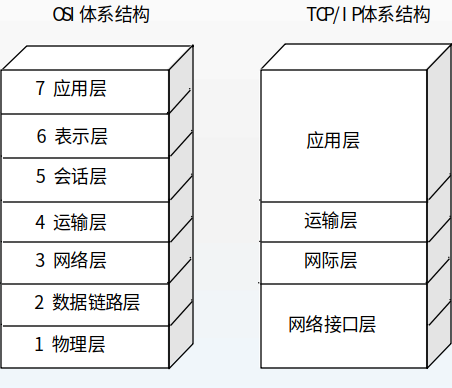 OSI 体系结构
7 应用层
6 表示层
5 会话层
4 运输层
3 网络层
2 数据链路层
1 物理层
TCP/IP体系结构
应用层
运输层
网际层
网络接口层